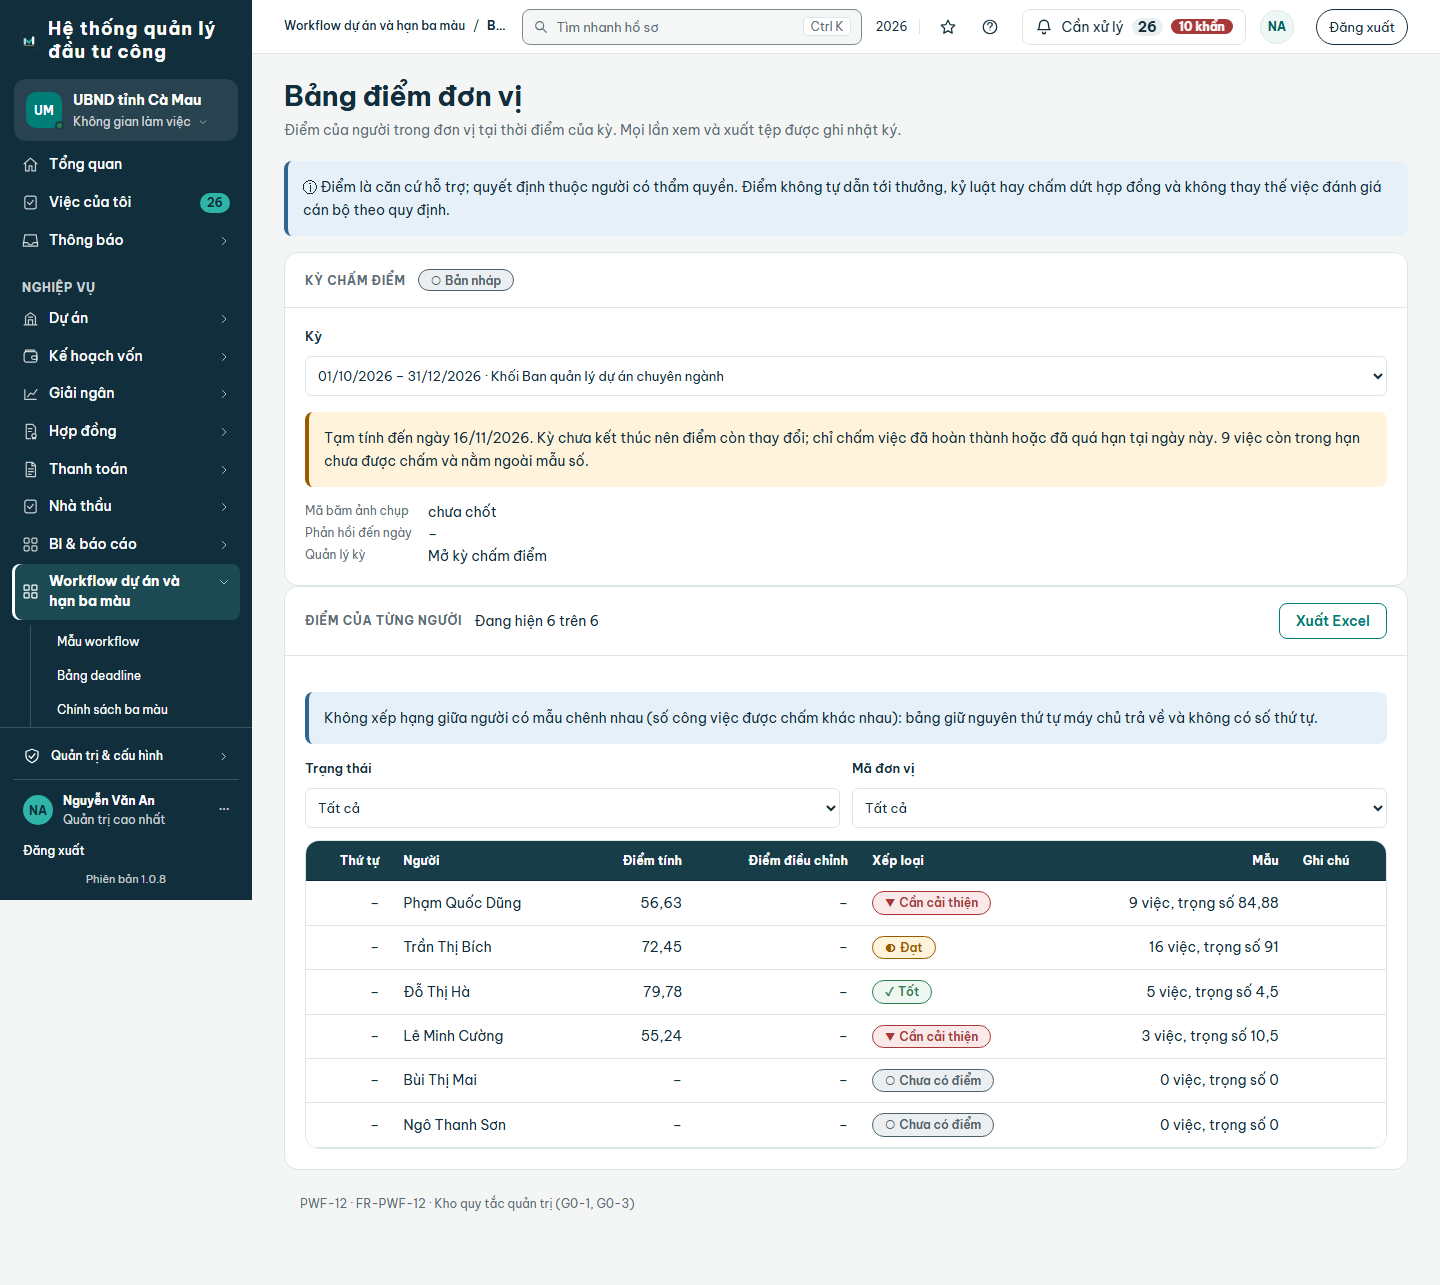 Hệ thống quản lý
đầu tư công
UM
UBND tỉnh Cà Mau
Không gian làm việc
Tổng quan
Việc của tôi 26
Thông báo
NGHIỆP VỤ
Dự án
Kế hoạch vốn
Giải ngân
Hợp đồng
Thanh toán
Nhà thầu
BI & báo cáo
Workflow dự án và
hạn ba màu
Mẫu workflow
Bảng deadline
Chính sách ba màu
Quản trị & cấu hình
NA
Nguyễn Văn An
Quản trị cao nhất
Đăng xuất
Phiên bản 1.0.8
Workflow dự án và hạn ba màu / B...
Tìm nhanh hồ sơ Ctrl K
2026
Cần xử lý 26 10 khẩn
NA
Đăng xuất
Bảng điểm đơn vị
Điểm của người trong đơn vị tại thời điểm của kỳ. Mọi lần xem và xuất tệp được ghi nhật ký.
ⓘ Điểm là căn cứ hỗ trợ; quyết định thuộc người có thẩm quyền. Điểm không tự dẫn tới thưởng, kỷ luật hay chấm dứt hợp đồng và không thay thế việc đánh giá
cán bộ theo quy định.
KỲ CHẤM ĐIỂM ○ Bản nháp
Kỳ
01/10/2026 – 31/12/2026 · Khối Ban quản lý dự án chuyên ngành
Tạm tính đến ngày 16/11/2026. Kỳ chưa kết thúc nên điểm còn thay đổi; chỉ chấm việc đã hoàn thành hoặc đã quá hạn tại ngày này. 9 việc còn trong hạn
chưa được chấm và nằm ngoài mẫu số.
Mã băm ảnh chụp chưa chốt
Phản hồi đến ngày –
Quản lý kỳ Mở kỳ chấm điểm
ĐIỂM CỦA TỪNG NGƯỜI Đang hiện 6 trên 6 Xuất Excel
Không xếp hạng giữa người có mẫu chênh nhau (số công việc được chấm khác nhau): bảng giữ nguyên thứ tự máy chủ trả về và không có số thứ tự.
Trạng thái Mã đơn vị
Tất cả Tất cả
Thứ tự Người Điểm tính Điểm điều chỉnh Xếp loại Mẫu Ghi chú
– Phạm Quốc Dũng 56,63 – ▼ Cần cải thiện 9 việc, trọng số 84,88
– Trần Thị Bích 72,45 – ◐ Đạt 16 việc, trọng số 91
– Đỗ Thị Hà 79,78 – ✓ Tốt 5 việc, trọng số 4,5
– Lê Minh Cường 55,24 – ▼ Cần cải thiện 3 việc, trọng số 10,5
– Bùi Thị Mai – – ○ Chưa có điểm 0 việc, trọng số 0
– Ngô Thanh Sơn – – ○ Chưa có điểm 0 việc, trọng số 0
PWF-12 · FR-PWF-12 · Kho quy tắc quản trị (G0-1, G0-3)